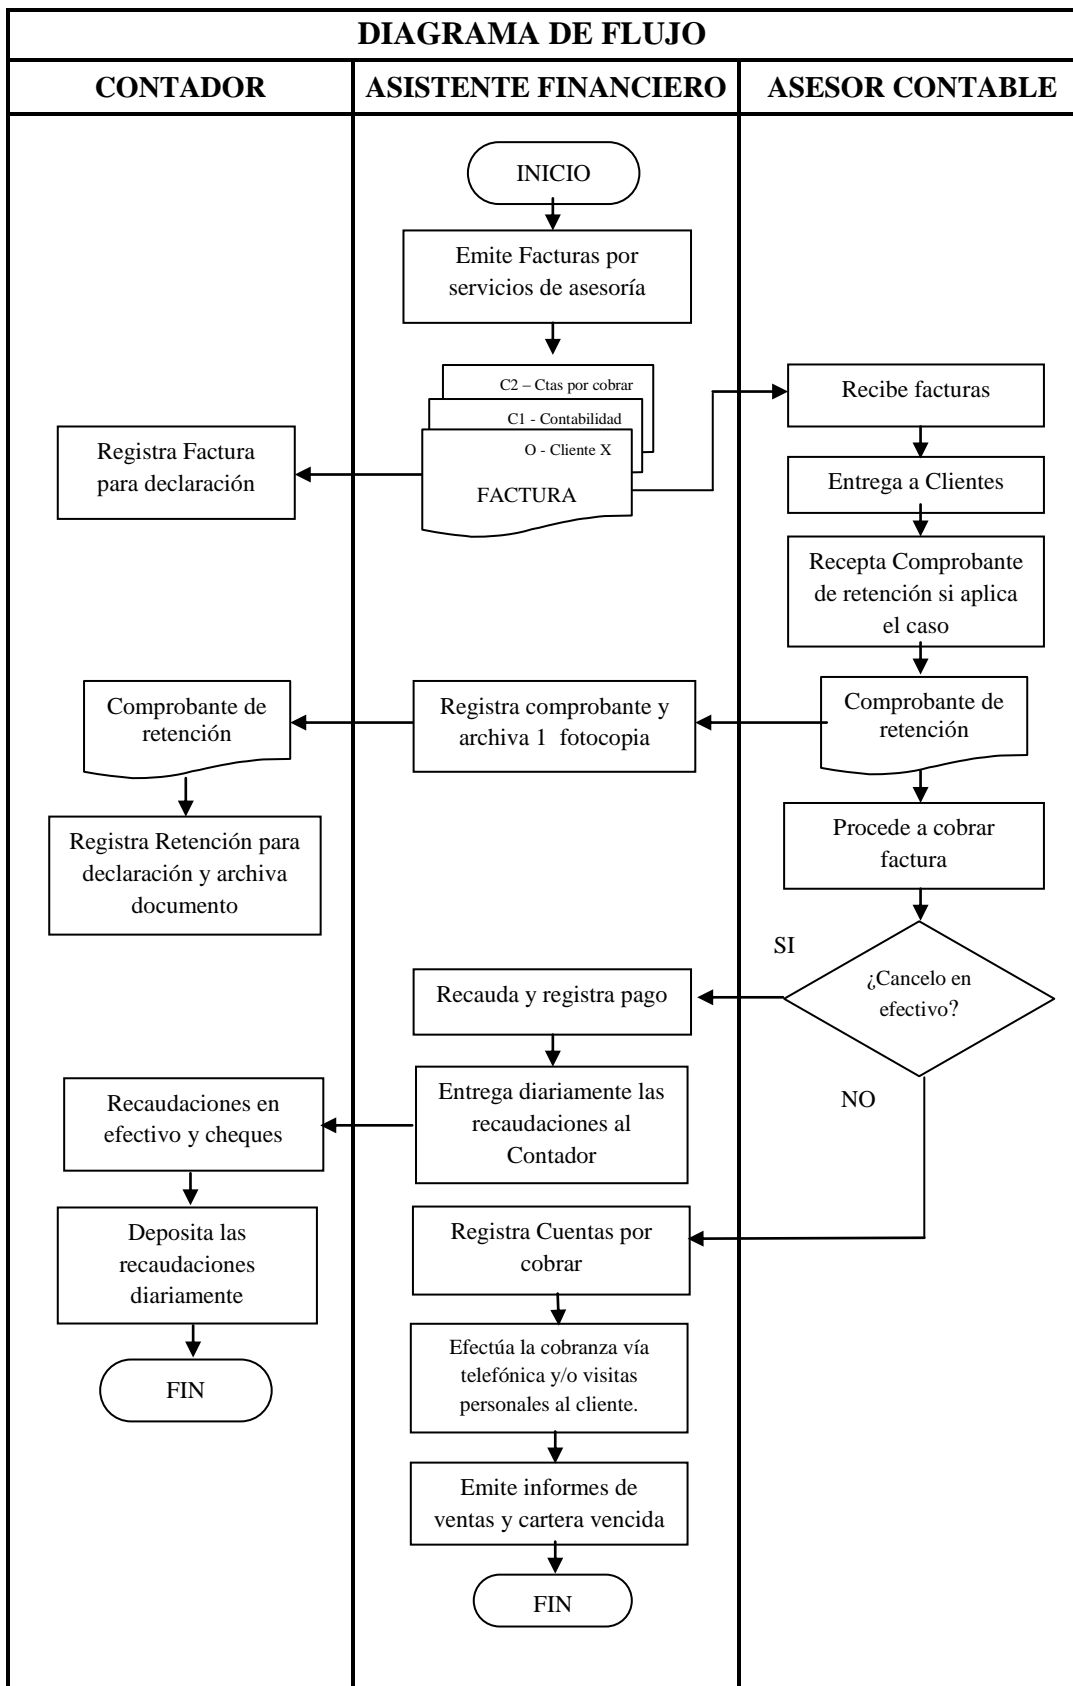 DIAGRAMA DE FLUJO
CONTADOR
ASISTENTE FINANCIERO
ASESOR CONTABLE
INICIO
Emite Facturas por
servicios de asesoría
C2 – Ctas por cobrar
C1 - Contabilidad
O - Cliente X
FACTURA
Recibe facturas
Registra Factura
para declaración
Entrega a Clientes
Recepta Comprobante
de retención si aplica
el caso
Comprobante de
retención
Registra comprobante y
archiva 1 fotocopia
Comprobante de
retención
Registra Retención para
declaración y archiva
documento
Procede a cobrar
factura
SI
¿Cancelo en
efectivo?
NO
Recauda y registra pago
Entrega diariamente las
recaudaciones al
Contador
Recaudaciones en
efectivo y cheques
Deposita las
recaudaciones
diariamente
FIN
Registra Cuentas por
cobrar
Efectúa la cobranza vía
telefónica y/o visitas
personales al cliente.
Emite informes de
ventas y cartera vencida
FIN